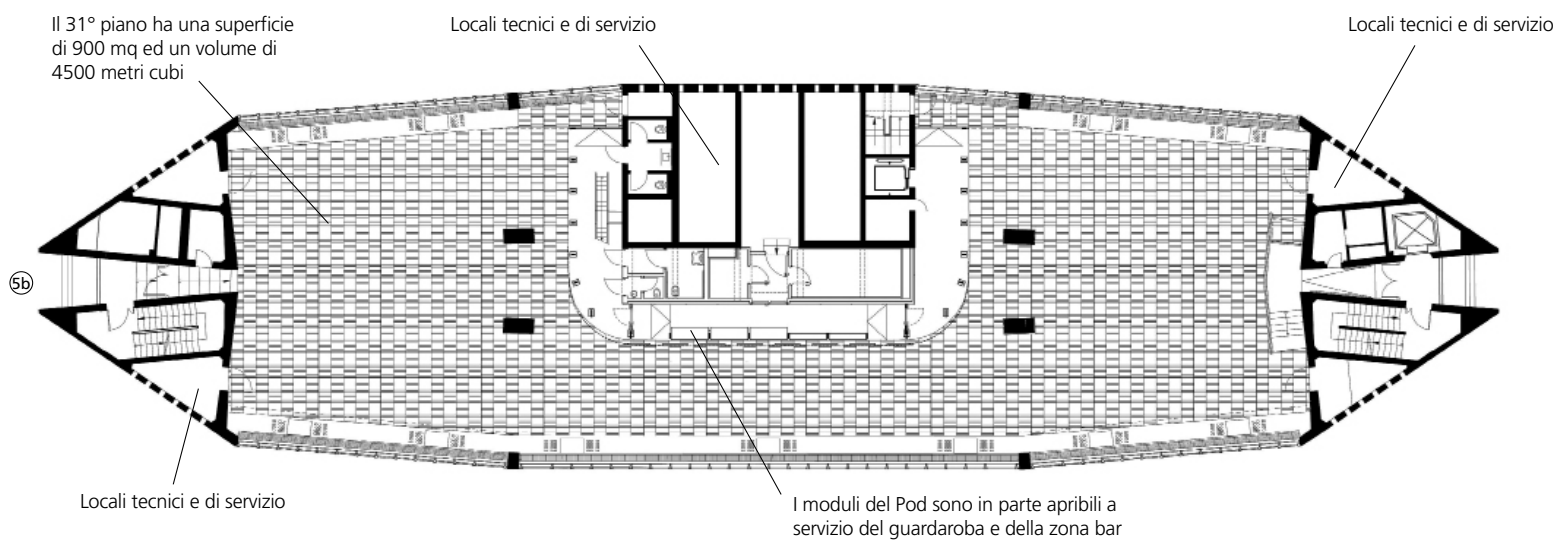 Il 31° piano ha una superficie
di 900 mq ed un volume di
4500 metri cubi
Locali tecnici e di servizio
Locali tecnici e di servizio
5b
Locali tecnici e di servizio
I moduli del Pod sono in parte apribili a
servizio del guardaroba e della zona bar